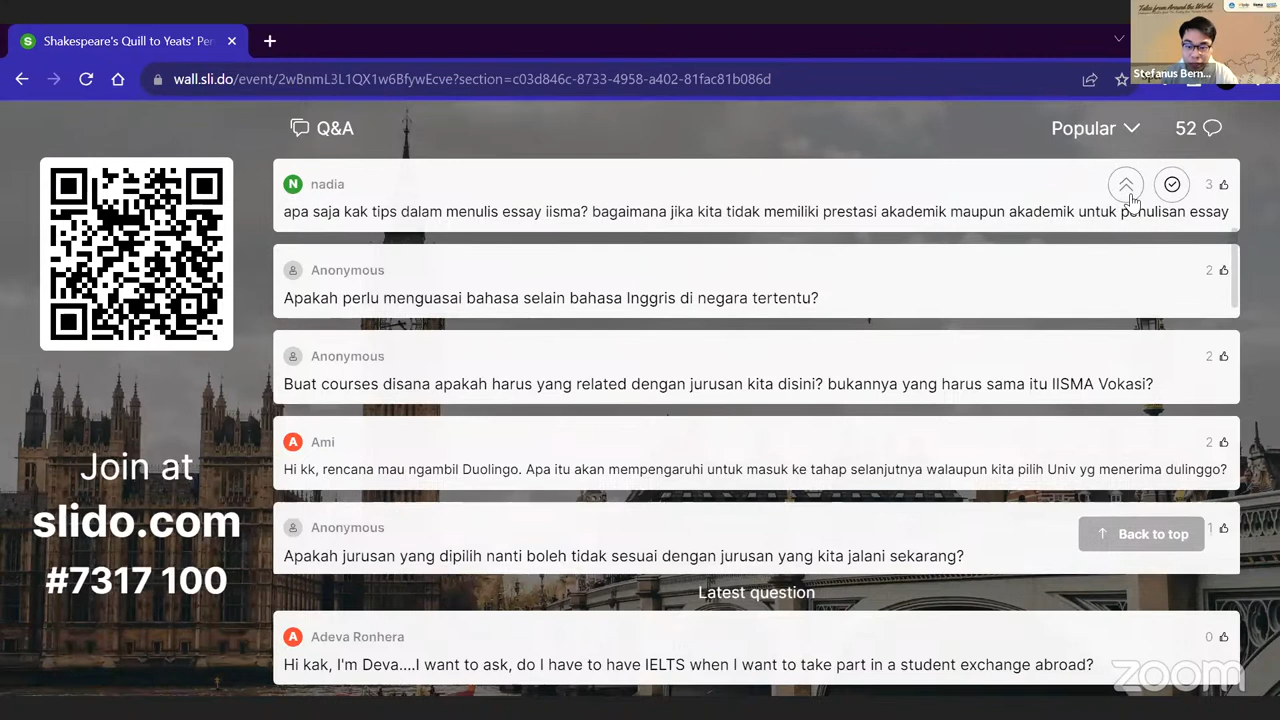 Tales from Around the World
Shakespeare's Quill to Yeats' Pen
wall.sli.do/event/2wBnmL3L1QX1w6BfywEcve?section=c03d846c-8733-4958-a402-81fac81b086d
Stefanus Bern...
Q&A
Popular
52
N nadia
3
apa saja kak tips dalam menulis essay iisma? bagaimana jika kita tidak memiliki prestasi akademik maupun akademik untuk penulisan essay
Anonymous
2
Apakah perlu menguasai bahasa selain bahasa Inggris di negara tertentu?
Anonymous
2
Buat courses disana apakah harus yang related dengan jurusan kita disini? bukannya yang harus sama itu IISMA Vokasi?
A Ami
2
Hi kk, rencana mau ngambil Duolingo. Apa itu akan mempengaruhi untuk masuk ke tahap selanjutnya walaupun kita pilih Univ yg menerima dulinggo?
Anonymous
1
Back to top
Apakah jurusan yang dipilih nanti boleh tidak sesuai dengan jurusan yang kita jalani sekarang?
Latest question
A Adeva Ronhera
0
Hi kak, I'm Deva....I want to ask, do I have to have IELTS when I want to take part in a student exchange abroad?
Join at
slido.com
#7317 100
zoom